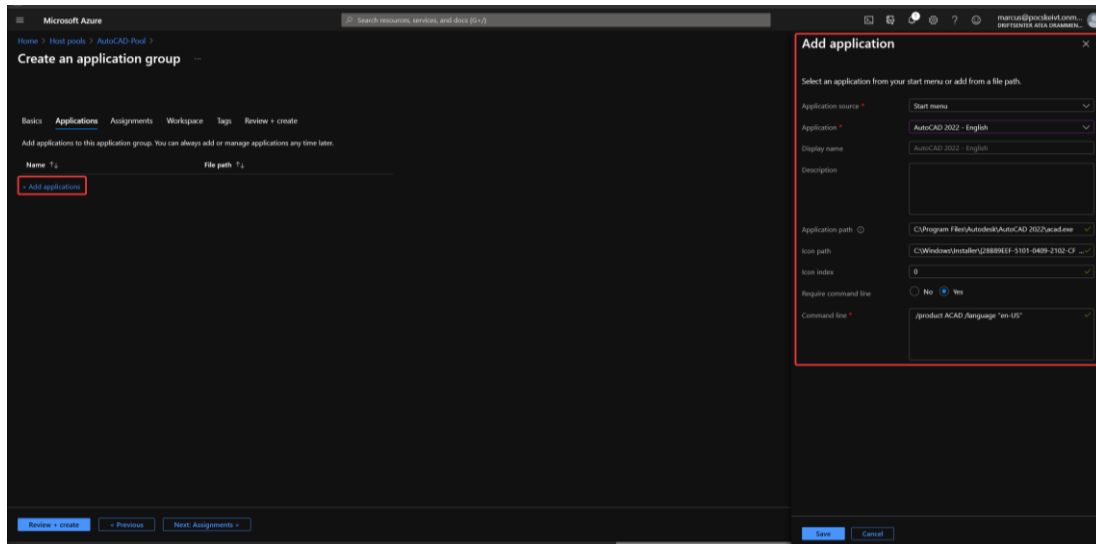 Microsoft Azure
Search resources, services, and docs (G+/)
marcus@pocskeivt.onm...
DRIFTSENTER ATEA DRAMMEN...
Home > Host pools > AutoCAD-Pool >
Create an application group ...
Basics Applications Assignments Workspace Tags Review + create
Add applications to this application group. You can always add or manage applications any time later.
Name ↑↓ File path ↑↓
+ Add applications
Review + create
< Previous
Next: Assignments >
Add application
Select an application from your start menu or add from a file path.
Application source * Start menu
Application * AutoCAD 2022 - English
Display name AutoCAD 2022 - English
Description
Application path C:\Program Files\Autodesk\AutoCAD 2022\acad.exe
Icon path C:\Windows\Installer\{28B89EEF-5101-0409-2102-CF ...
Icon index 0
Require command line No Yes
Command line * /product ACAD /language "en-US"
Save Cancel